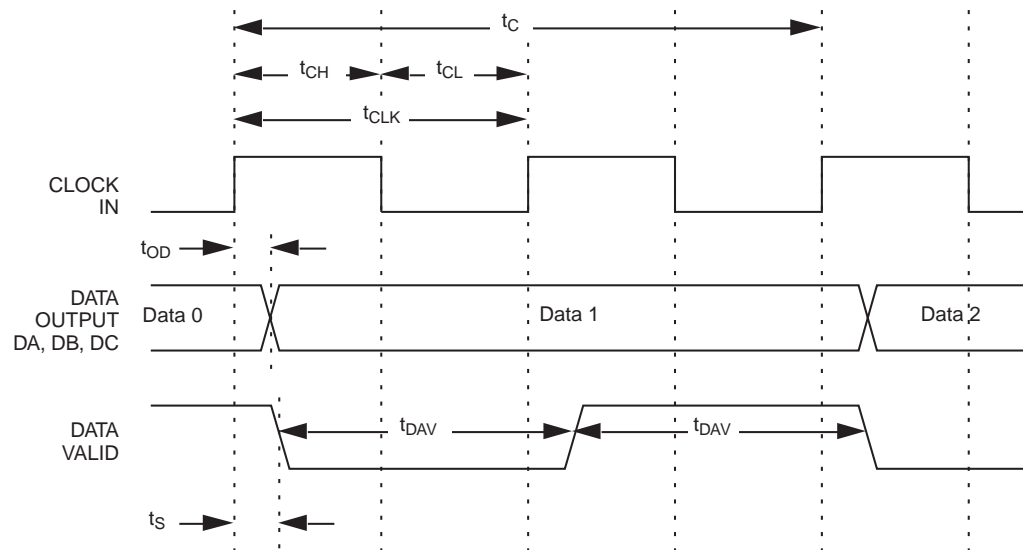 tC
tCH
tCL
tCLK
CLOCK
IN
tOD
DATA
OUTPUT
DA, DB, DC
Data 0
Data 1
Data 2
DATA
VALID
tDAV
tDAV
tS